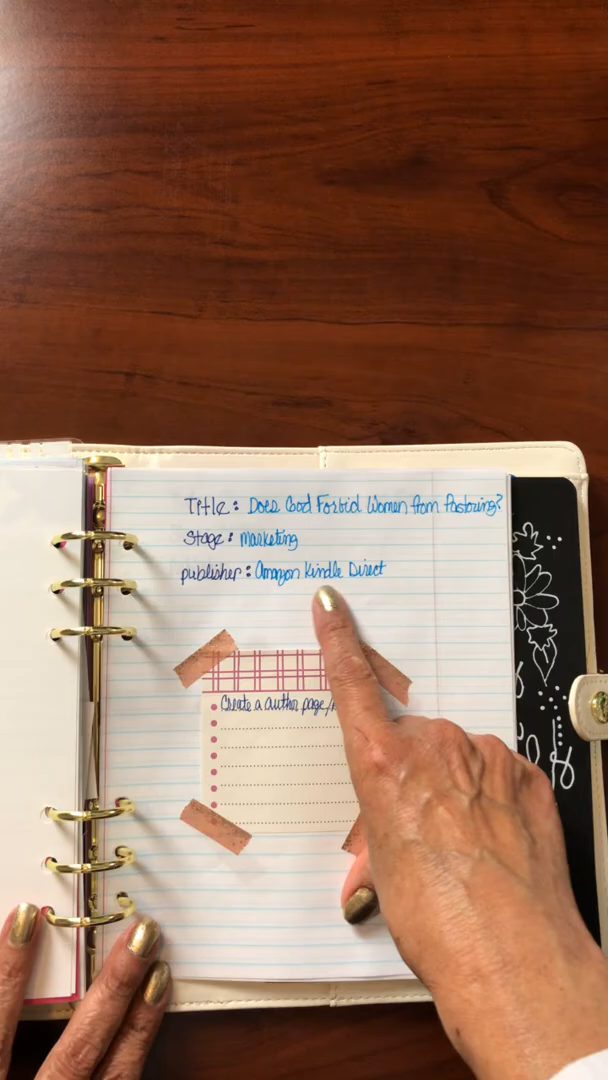 Title: Does God Forbid Women from Pastoring?
Stage: Marketing
publisher: Amazon Kindle Direct
Create a author page/